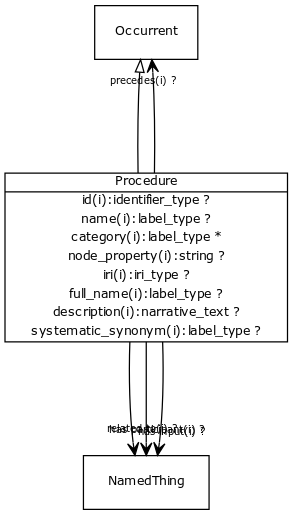 Occurrent
precedes(i) ?
Procedure
id(i):identifier_type ?
name(i):label_type ?
category(i):label_type *
node_property(i):string ?
iri(i):iri_type ?
full_name(i):label_type ?
description(i):narrative_text ?
systematic_synonym(i):label_type ?
NamedThing